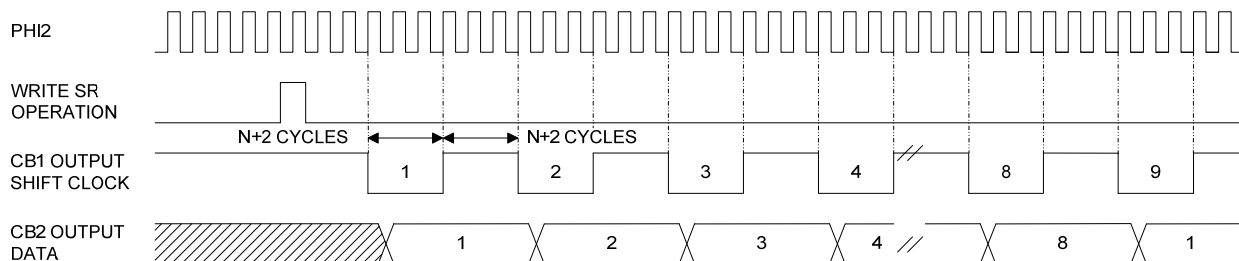 PHI2
WRITE SR
OPERATION
N+2 CYCLES
N+2 CYCLES
CB1 OUTPUT
SHIFT CLOCK
1
2
3
4
8
9
CB2 OUTPUT
DATA
1
2
3
4
8
1